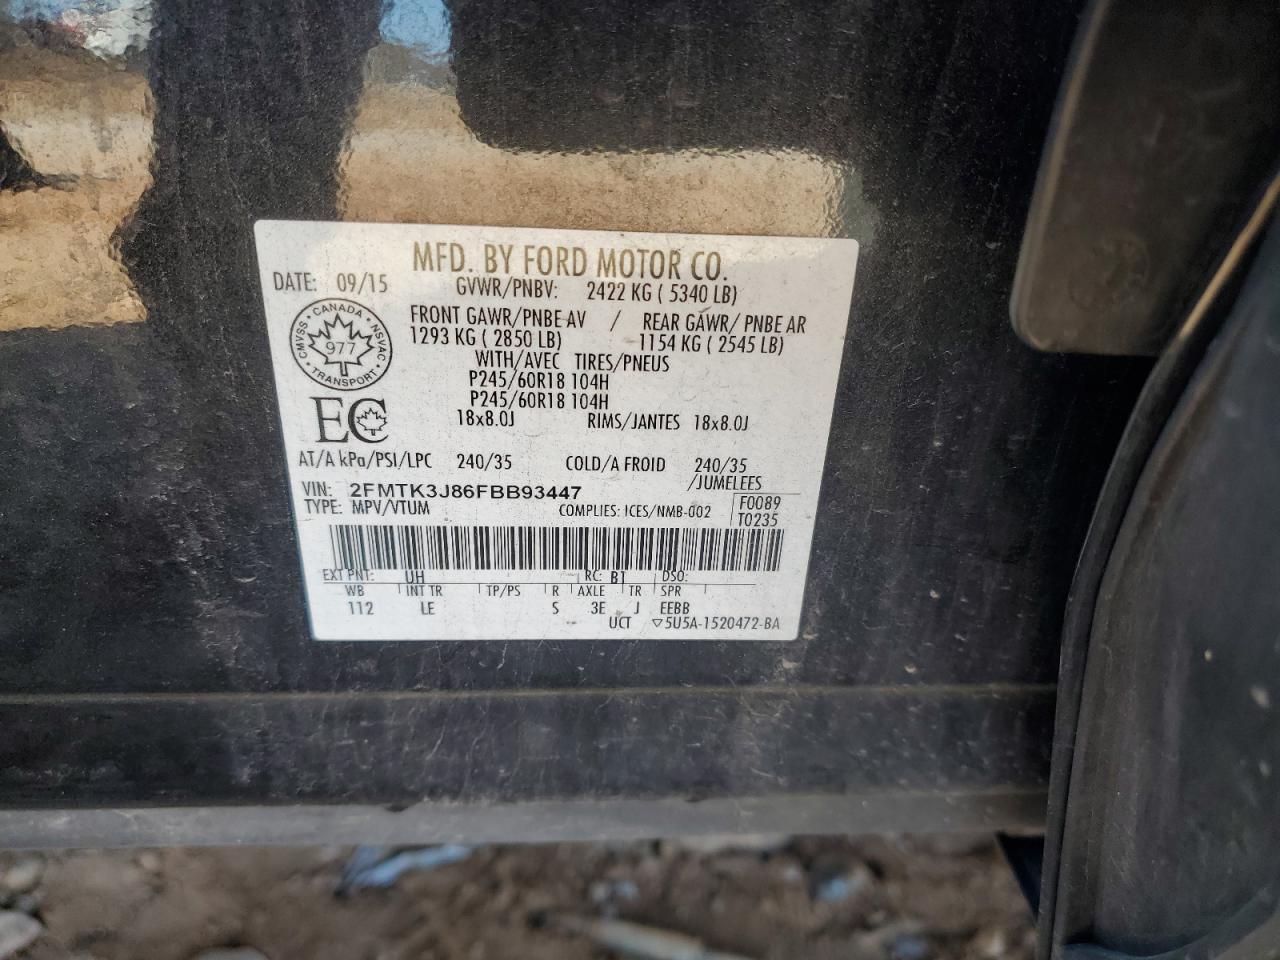 MFD. BY FORD MOTOR CO.
DATE: 09/15
GVWR/PNBV: 2422 KG ( 5340 LB)
FRONT GAWR/PNBE AV / REAR GAWR/ PNBE AR
1293 KG ( 2850 LB) 1154 KG ( 2545 LB)
WITH/AVEC TIRES/PNEUS
P245/60R18 104H
P245/60R18 104H
18x8.0J RIMS/JANTES 18x8.0J
CANADA
CMVSS · NSVAC
977
TRANSPORT
EC
AT/A kPa/PSI/LPC 240/35 COLD/A FROID 240/35
/JUMELEES
VIN: 2FMTK3J86FBB93447
F0089
TYPE: MPV/VTUM COMPLIES: ICES/NMB-002
T0235
EXT PNT: UH RC: B1 DSO:
WB INT TR TP/PS R AXLE TR SPR
112 LE S 3E J EEBB
UCT ▽5U5A-1520472-BA